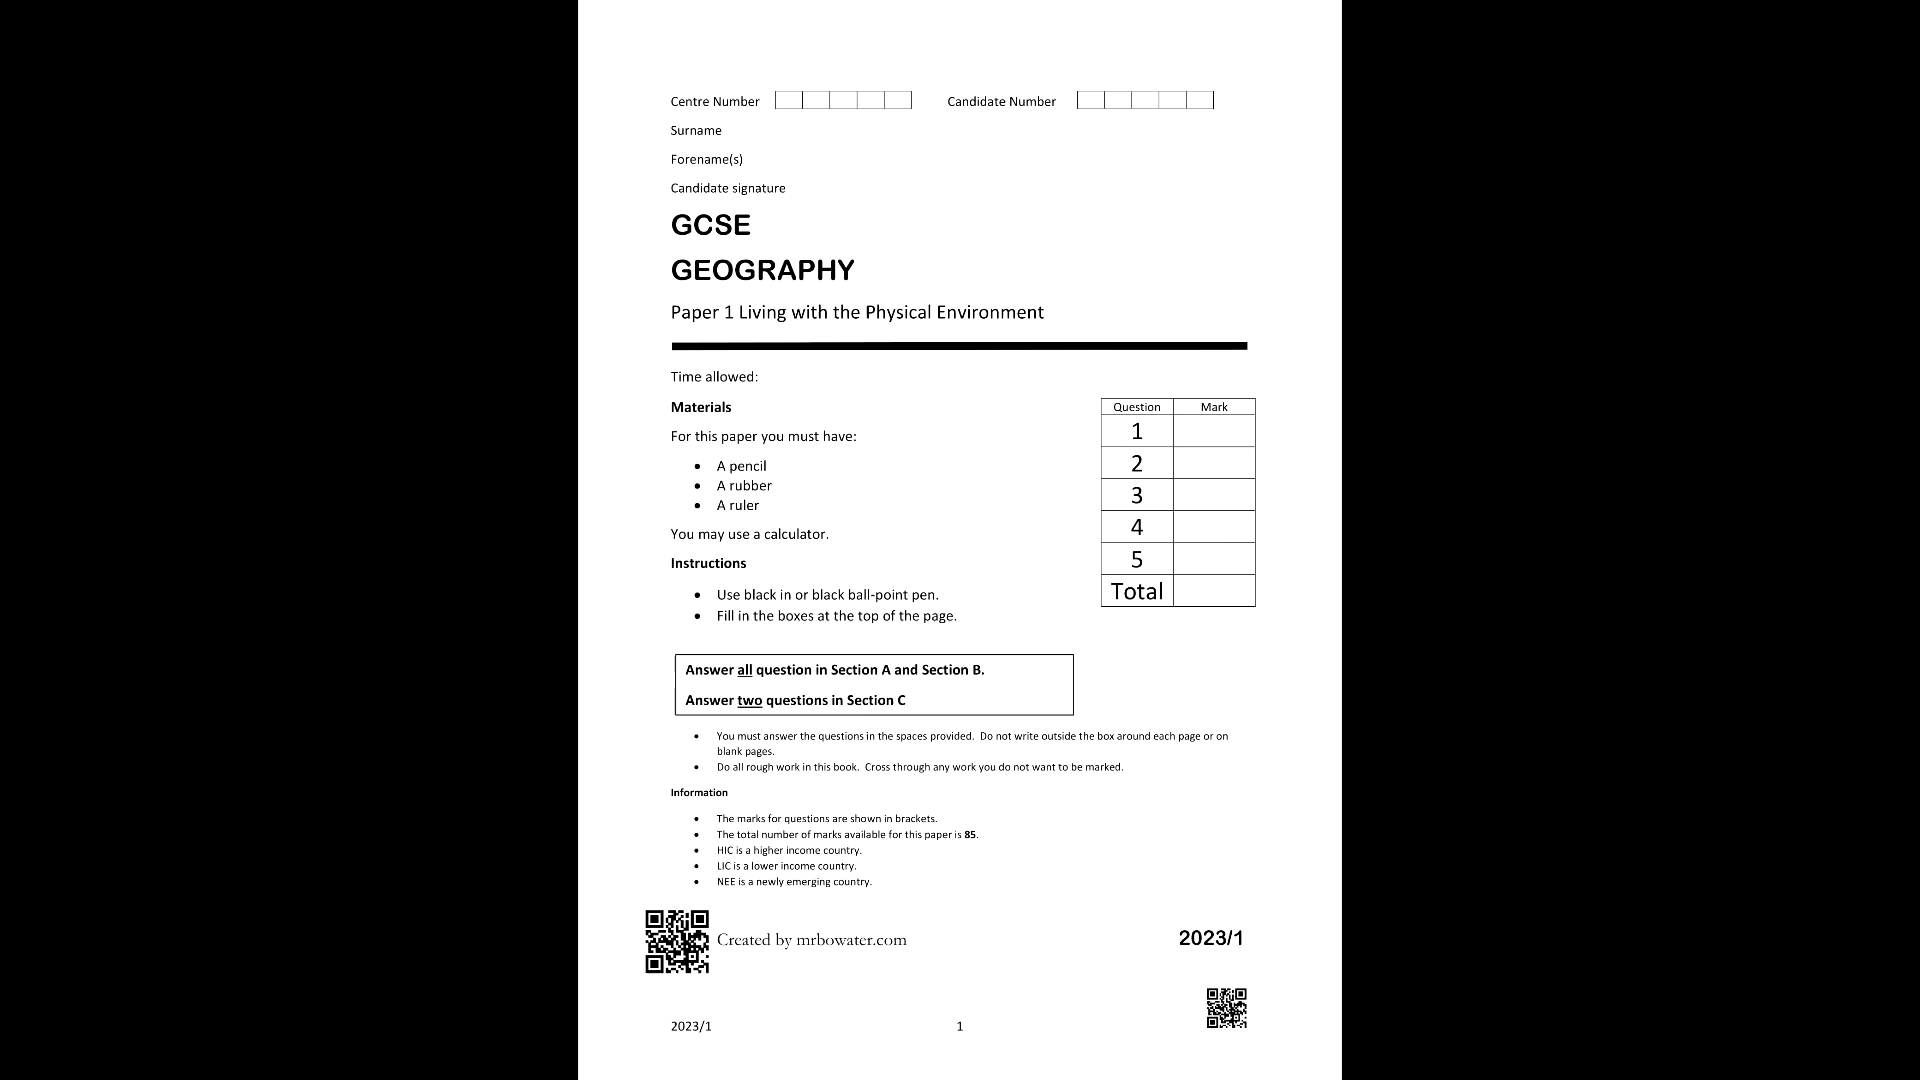 Centre Number Candidate Number
Surname
Forename(s)
Candidate signature
GCSE
GEOGRAPHY
Paper 1 Living with the Physical Environment
Time allowed:
Materials
For this paper you must have:
• A pencil
• A rubber
• A ruler
You may use a calculator.
Instructions
• Use black in or black ball-point pen.
• Fill in the boxes at the top of the page.
Question Mark
1
2
3
4
5
Total
Answer all question in Section A and Section B.
Answer two questions in Section C
• You must answer the questions in the spaces provided. Do not write outside the box around each page or on
blank pages.
• Do all rough work in this book. Cross through any work you do not want to be marked.
Information
• The marks for questions are shown in brackets.
• The total number of marks available for this paper is 85.
• HIC is a higher income country.
• LIC is a lower income country.
• NEE is a newly emerging country.
Created by mrbowater.com
2023/1
2023/1 1